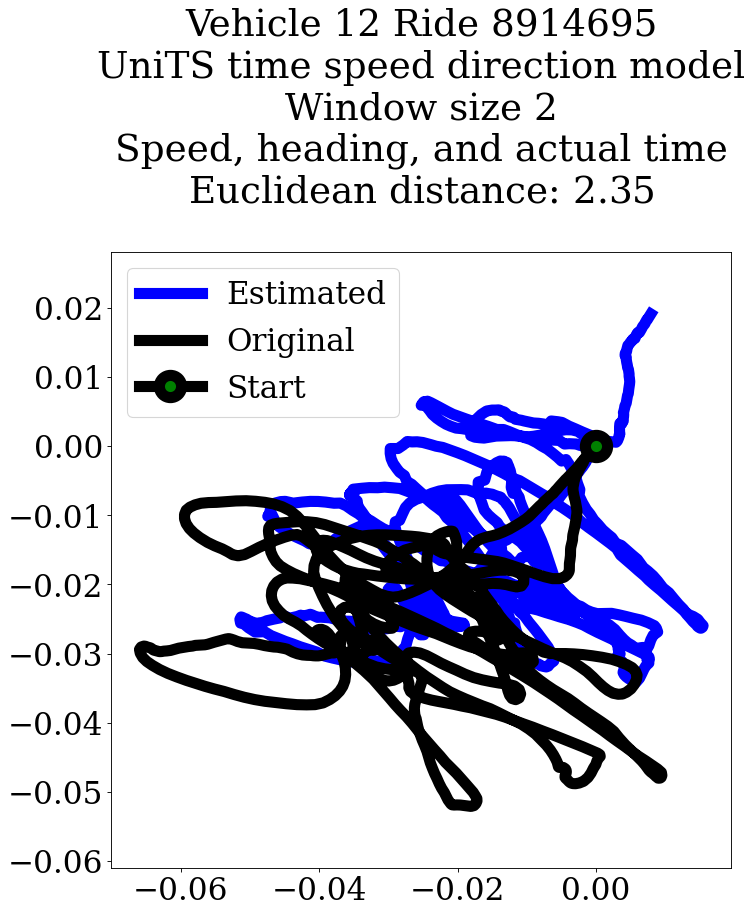 Vehicle 12 Ride 8914695
UniTS time speed direction model
Window size 2
Speed, heading, and actual time
Euclidean distance: 2.35
Estimated
Original
Start
0.02
0.01
0.00
−0.01
−0.02
−0.03
−0.04
−0.05
−0.06
−0.06 −0.04 −0.02 0.00